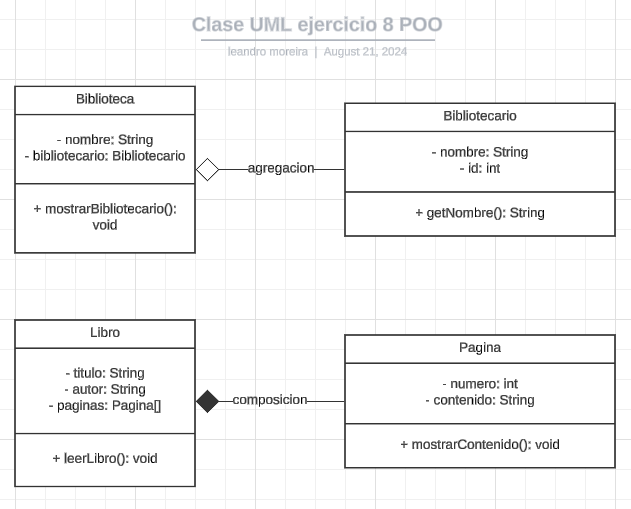 Clase UML ejercicio 8 POO
leandro moreira | August 21, 2024
Biblioteca
- nombre: String
- bibliotecario: Bibliotecario
+ mostrarBibliotecario():
void
agregacion
Bibliotecario
- nombre: String
- id: int
+ getNombre(): String
Libro
- titulo: String
- autor: String
- paginas: Pagina[]
+ leerLibro(): void
composicion
Pagina
- numero: int
- contenido: String
+ mostrarContenido(): void